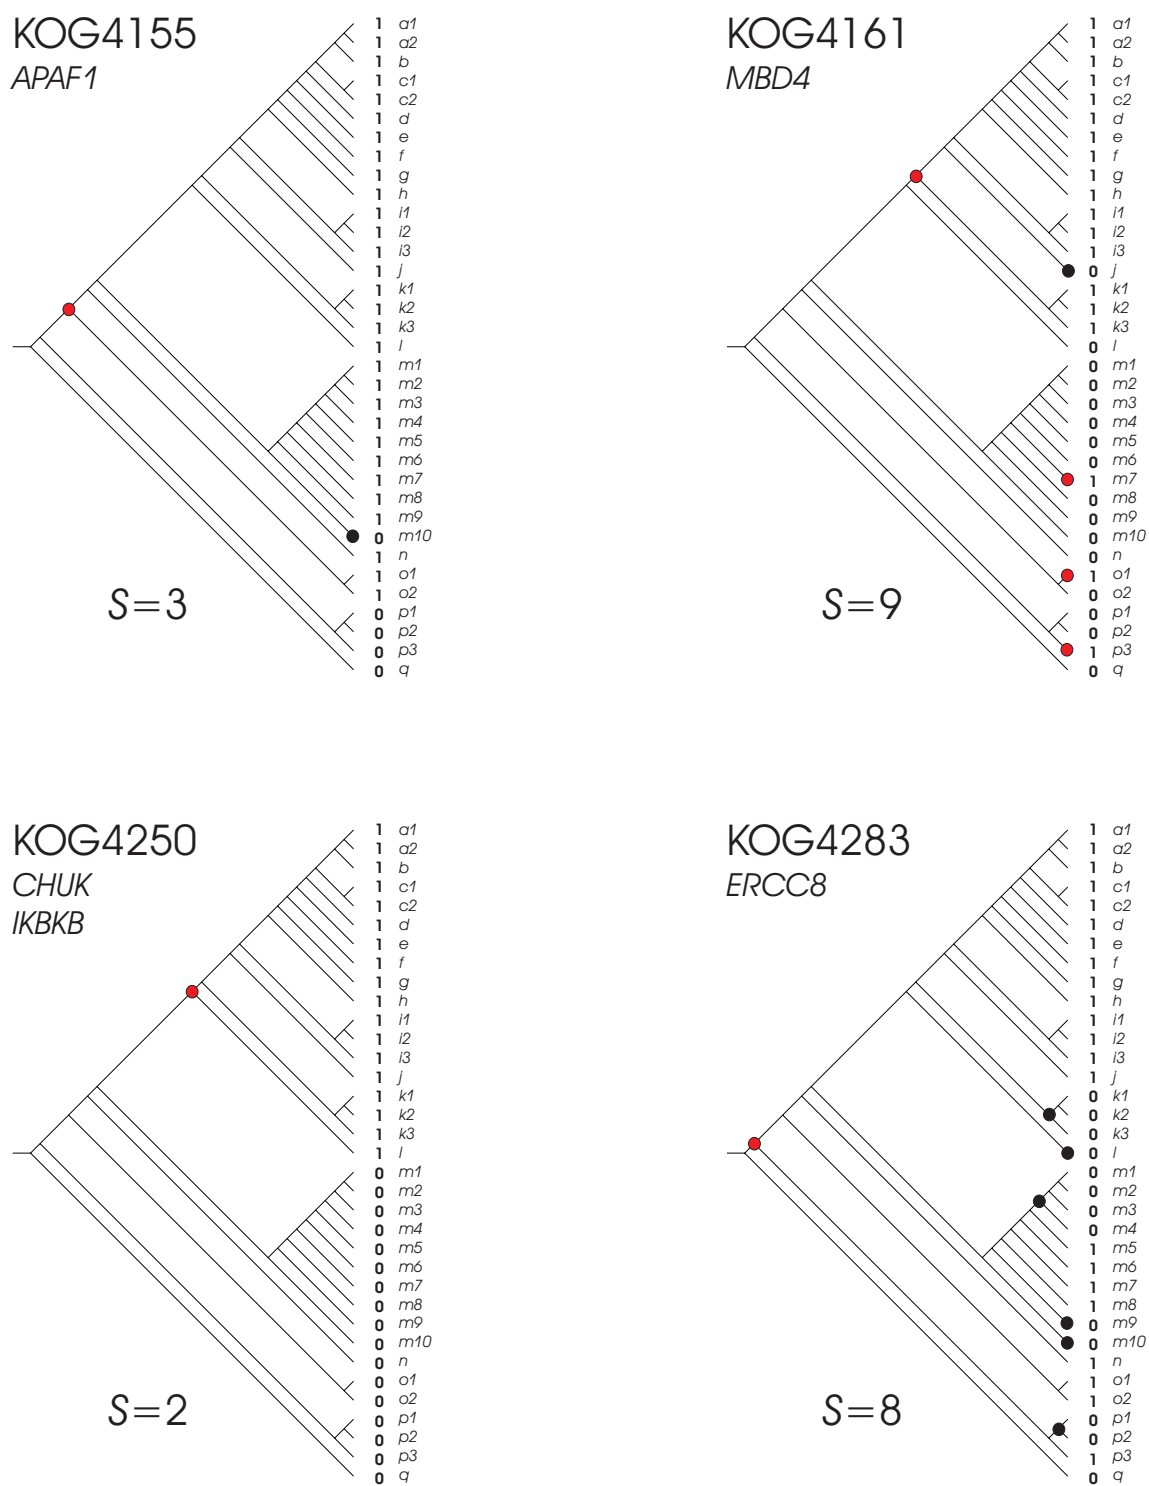 KOG4155
APAF1
1 a1
1 a2
1 b
1 c1
1 c2
1 d
1 e
1 f
1 g
1 h
1 i1
1 i2
1 i3
1 j
1 k1
1 k2
1 k3
1 l
1 m1
1 m2
1 m3
1 m4
1 m5
1 m6
1 m7
1 m8
1 m9
0 m10
1 n
1 o1
1 o2
0 p1
0 p2
0 p3
0 q
S=3
KOG4161
MBD4
1 a1
1 a2
1 b
1 c1
1 c2
1 d
1 e
1 f
1 g
1 h
1 i1
1 i2
1 i3
0 j
1 k1
1 k2
1 k3
0 l
0 m1
0 m2
0 m3
0 m4
0 m5
0 m6
1 m7
0 m8
0 m9
0 m10
0 n
1 o1
0 o2
0 p1
0 p2
1 p3
0 q
S=9
KOG4250
CHUK
IKBKB
1 a1
1 a2
1 b
1 c1
1 c2
1 d
1 e
1 f
1 g
1 h
1 i1
1 i2
1 i3
1 j
1 k1
1 k2
1 k3
1 l
0 m1
0 m2
0 m3
0 m4
0 m5
0 m6
0 m7
0 m8
0 m9
0 m10
0 n
0 o1
0 o2
0 p1
0 p2
0 p3
0 q
S=2
KOG4283
ERCC8
1 a1
1 a2
1 b
1 c1
1 c2
1 d
1 e
1 f
1 g
1 h
1 i1
1 i2
1 i3
1 j
0 k1
0 k2
0 k3
0 l
0 m1
0 m2
0 m3
0 m4
1 m5
1 m6
1 m7
1 m8
0 m9
0 m10
1 n
1 o1
1 o2
0 p1
0 p2
1 p3
0 q
S=8